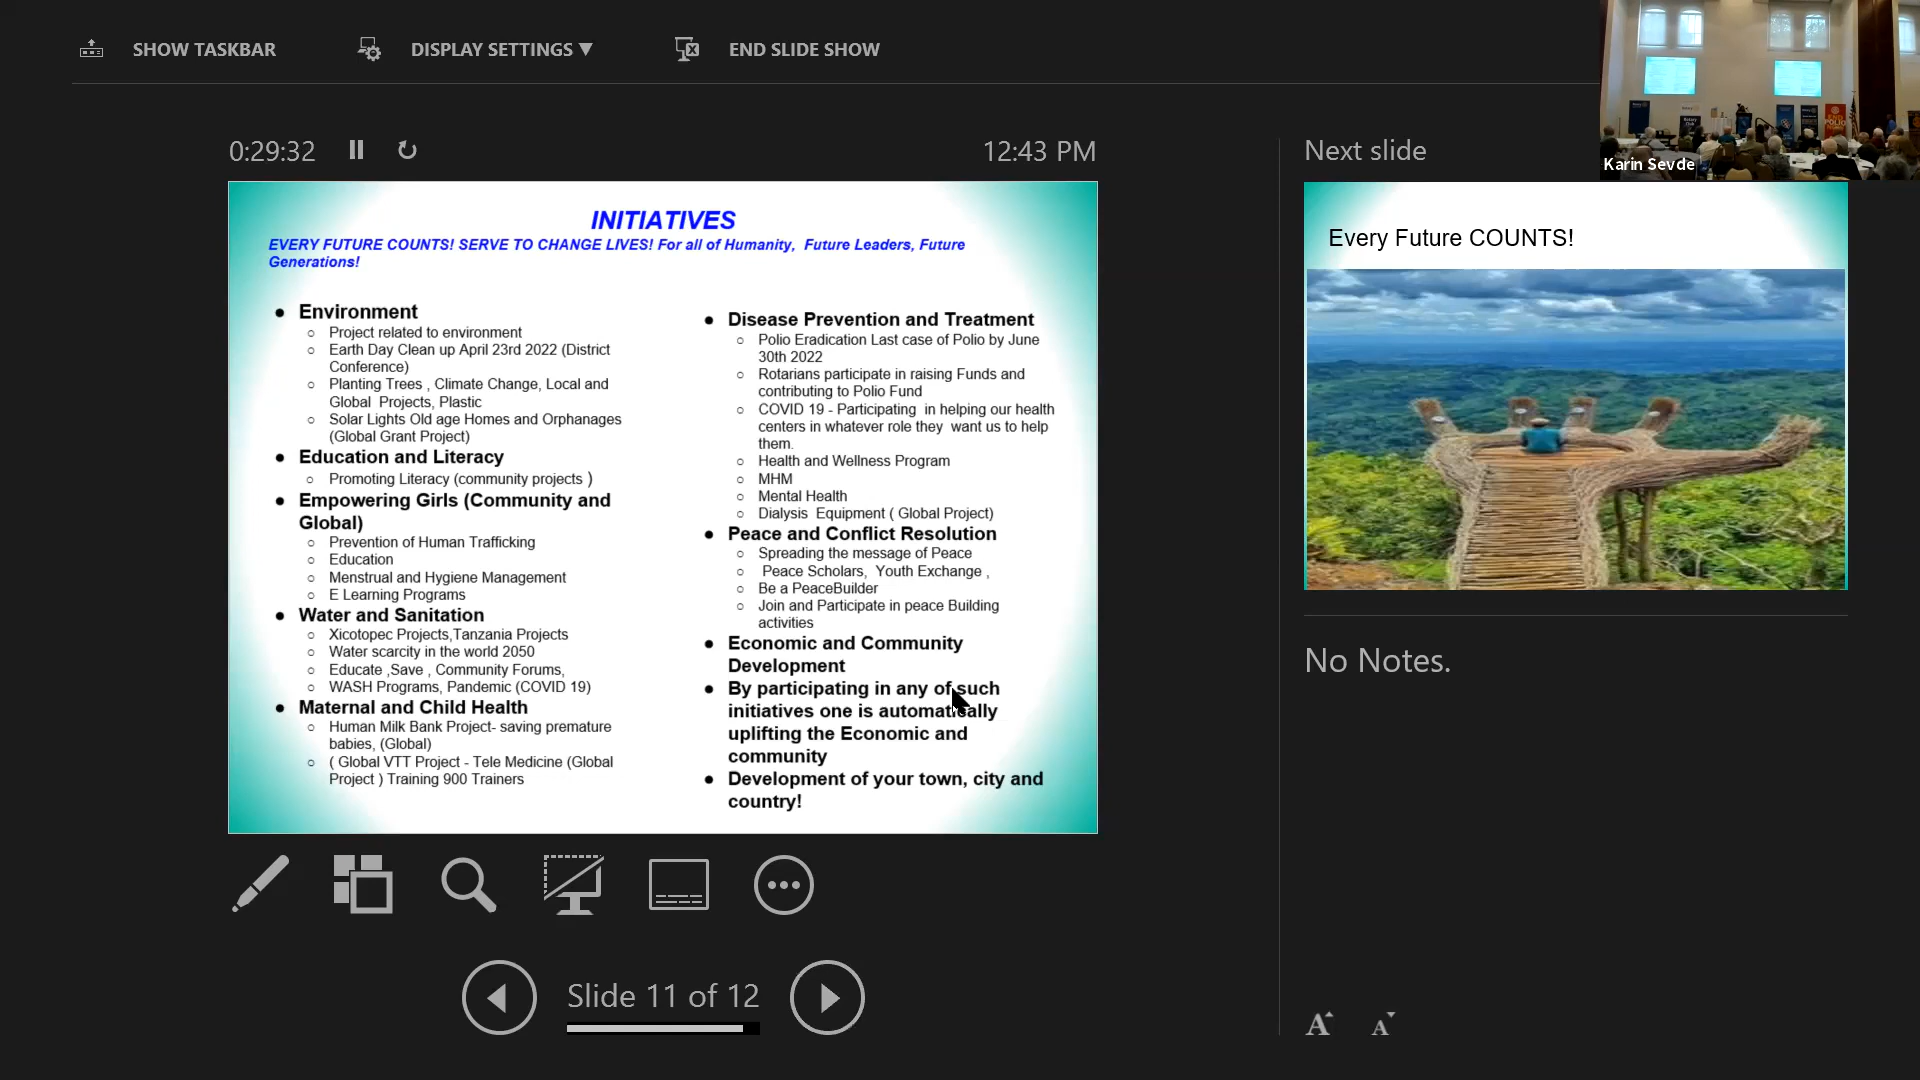 SHOW TASKBAR
DISPLAY SETTINGS ▼
END SLIDE SHOW
Karin Sevde
0:29:32
12:43 PM
INITIATIVES
EVERY FUTURE COUNTS! SERVE TO CHANGE LIVES! For all of Humanity, Future Leaders, Future
Generations!
● Environment
○ Project related to environment
○ Earth Day Clean up April 23rd 2022 (District
Conference)
○ Planting Trees , Climate Change, Local and
Global Projects, Plastic
○ Solar Lights Old age Homes and Orphanages
(Global Grant Project)
● Education and Literacy
○ Promoting Literacy (community projects )
● Empowering Girls (Community and
Global)
○ Prevention of Human Trafficking
○ Education
○ Menstrual and Hygiene Management
○ E Learning Programs
● Water and Sanitation
○ Xicotopec Projects,Tanzania Projects
○ Water scarcity in the world 2050
○ Educate ,Save , Community Forums,
○ WASH Programs, Pandemic (COVID 19)
● Maternal and Child Health
○ Human Milk Bank Project- saving premature
babies, (Global)
○ ( Global VTT Project - Tele Medicine (Global
Project ) Training 900 Trainers
● Disease Prevention and Treatment
○ Polio Eradication Last case of Polio by June
30th 2022
○ Rotarians participate in raising Funds and
contributing to Polio Fund
○ COVID 19 - Participating in helping our health
centers in whatever role they want us to help
them.
○ Health and Wellness Program
○ MHM
○ Mental Health
○ Dialysis Equipment ( Global Project)
● Peace and Conflict Resolution
○ Spreading the message of Peace
○ Peace Scholars, Youth Exchange ,
○ Be a PeaceBuilder
○ Join and Participate in peace Building
activities
● Economic and Community
Development
● By participating in any of such
initiatives one is automatically
uplifting the Economic and
community
● Development of your town, city and
country!
Slide 11 of 12
Next slide
Every Future COUNTS!
No Notes.
A A